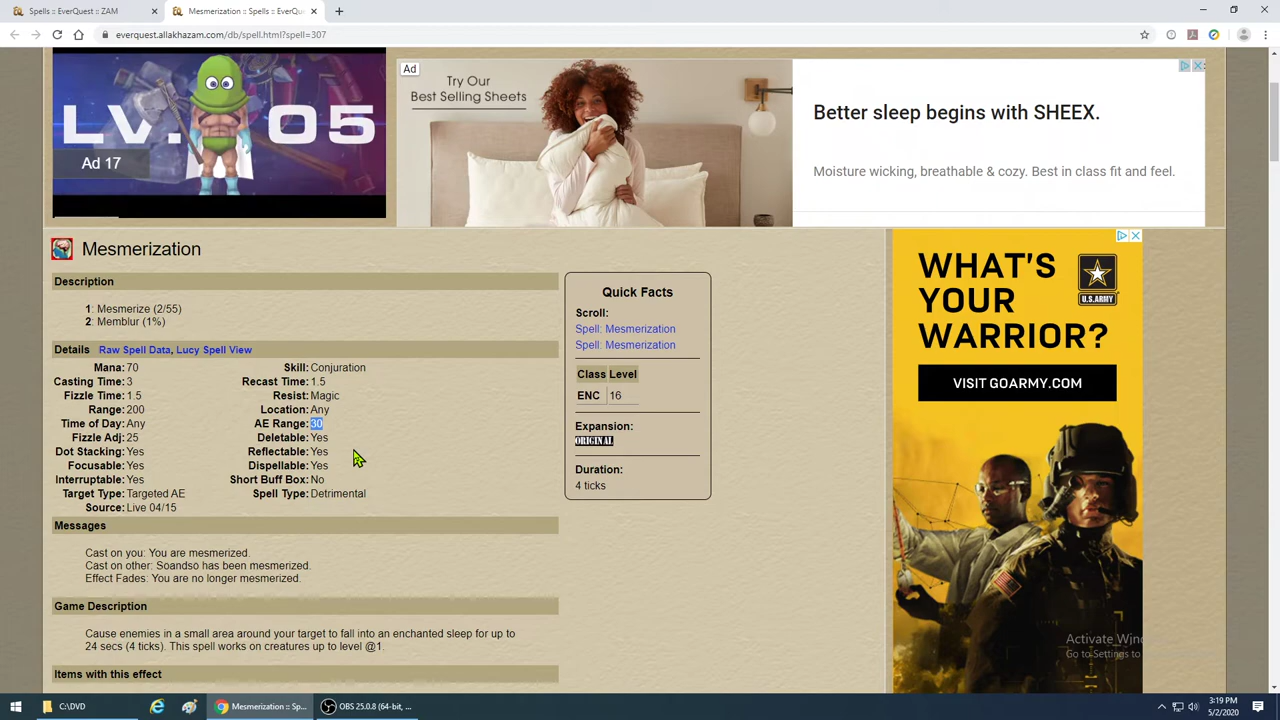 Spells :: EverQuest :: ZAM
Mesmerization :: Spells :: EverQu
everquest.allakhazam.com/db/spell.html?spell=307
LV. 05
Ad 17
Ad
Try Our
Best Selling Sheets
Better sleep begins with SHEEX.
Moisture wicking, breathable & cozy. Best in class fit and feel.
Mesmerization
Description
1: Mesmerize (2/55)
2: Memblur (1%)
Details Raw Spell Data, Lucy Spell View
Mana: 70 Skill: Conjuration
Casting Time: 3 Recast Time: 1.5
Fizzle Time: 1.5 Resist: Magic
Range: 200 Location: Any
Time of Day: Any AE Range: 30
Fizzle Adj: 25 Deletable: Yes
Dot Stacking: Yes Reflectable: Yes
Focusable: Yes Dispellable: Yes
Interruptable: Yes Short Buff Box: No
Target Type: Targeted AE Spell Type: Detrimental
Source: Live 04/15
Messages
Cast on you: You are mesmerized.
Cast on other: Soandso has been mesmerized.
Effect Fades: You are no longer mesmerized.
Game Description
Cause enemies in a small area around your target to fall into an enchanted sleep for up to
24 secs (4 ticks). This spell works on creatures up to level @1.
Items with this effect
Quick Facts
Scroll:
Spell: Mesmerization
Spell: Mesmerization
Class Level
ENC 16
Expansion:
ORIGINAL
Duration:
4 ticks
WHAT'S
YOUR
WARRIOR?
U.S.ARMY
VISIT GOARMY.COM
Activate Wind
Go to Settings to
C:\DVD
Mesmerization :: Sp...
OBS 25.0.8 (64-bit, ...
3:19 PM
5/2/2020